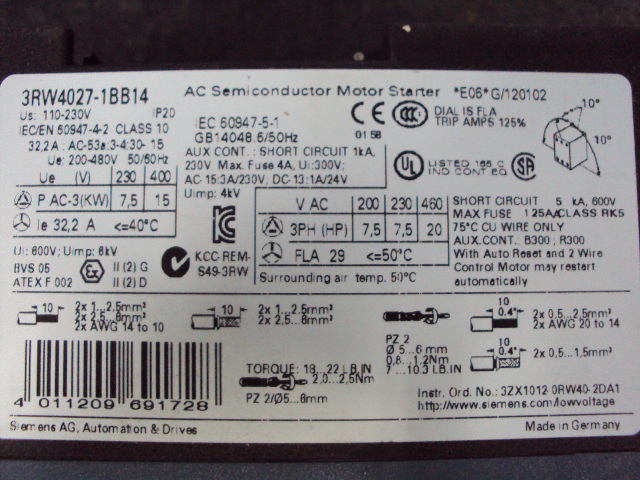 3RW4027-1BB14
AC Semiconductor Motor Starter *E06* G/120102
Us: 110-230V IP20
IEC/EN 60947-4-2 CLASS 10
32,2A : AC-53a:3-4:30- 15
Ue: 200-480V 50/60Hz
IEC 60947-5-1
GB14048.6/50Hz
AUX CONT.: SHORT CIRCUIT 1kA,
230V Max. Fuse 4A, Ui:300V;
AC-15:3A/230V, DC-13:1A/24V
Uimp: 4kV
CE CCC
01 58
DIAL IS FLA
TRIP AMPS 125%
10°
10°
UL LISTED 166 C
IND CONT.EQ
SA
Ue (V) 230 400
P AC-3(KW) 7,5 15
Ie 32,2 A <=40°C
Ui: 600V; Uimp: 6kV
BVS 05
ATEX F 002
II (2) G
II (2) D
KCC-REM-
S49-3RW
V AC 200 230 460
3PH (HP) 7,5 7,5 20
FLA 29 <=50°C
Surrounding air temp. 50°C
SHORT CIRCUIT 5 kA, 600V
MAX FUSE 125A/CLASS RK5
75°C CU WIRE ONLY
AUX.CONT. B300 ; R300
With Auto Reset and 2 Wire
Control Motor may restart
automatically
10
2x 1...2.5mm²
2x 2.5...6mm²
2x AWG 14 to 10
10
2x 1...2.5mm²
2x 2.5...6mm²
PZ 2
Ø 5...6 mm
0.8...1.2Nm
7...10.3 LB.IN
10
0.4"
2x 0.5...2.5mm²
2x AWG 20 to 14
10
0.4"
2x 0.5...1.5mm²
TORQUE: 18...22 LB.IN
2.0...2.5Nm
PZ 2/Ø5...6mm
4 011209 691728
Instr. Ord. No.: 3ZX1012-0RW40-2DA1
http://www.siemens.com/lowvoltage
Siemens AG, Automation & Drives
Made in Germany